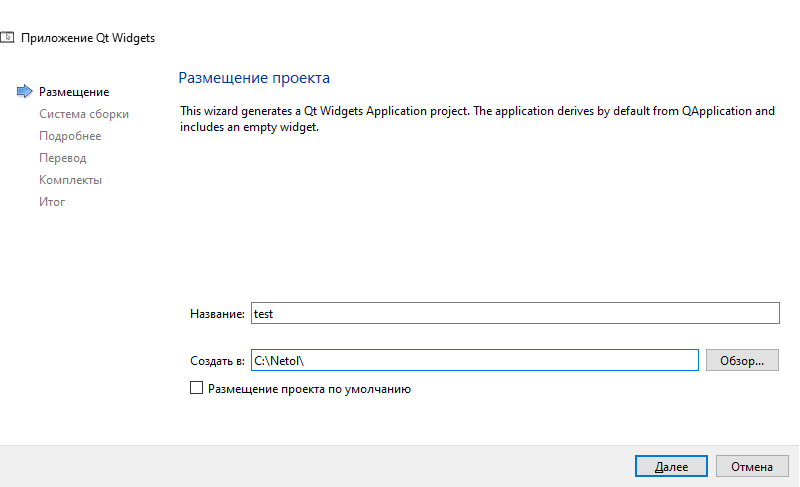 Приложение Qt Widgets
Размещение
Система сборки
Подробнее
Перевод
Комплекты
Итог
Размещение проекта
This wizard generates a Qt Widgets Application project. The application derives by default from QApplication and
includes an empty widget.
Название: test
Создать в: C:\Netol\ Обзор...
Размещение проекта по умолчанию
Далее Отмена